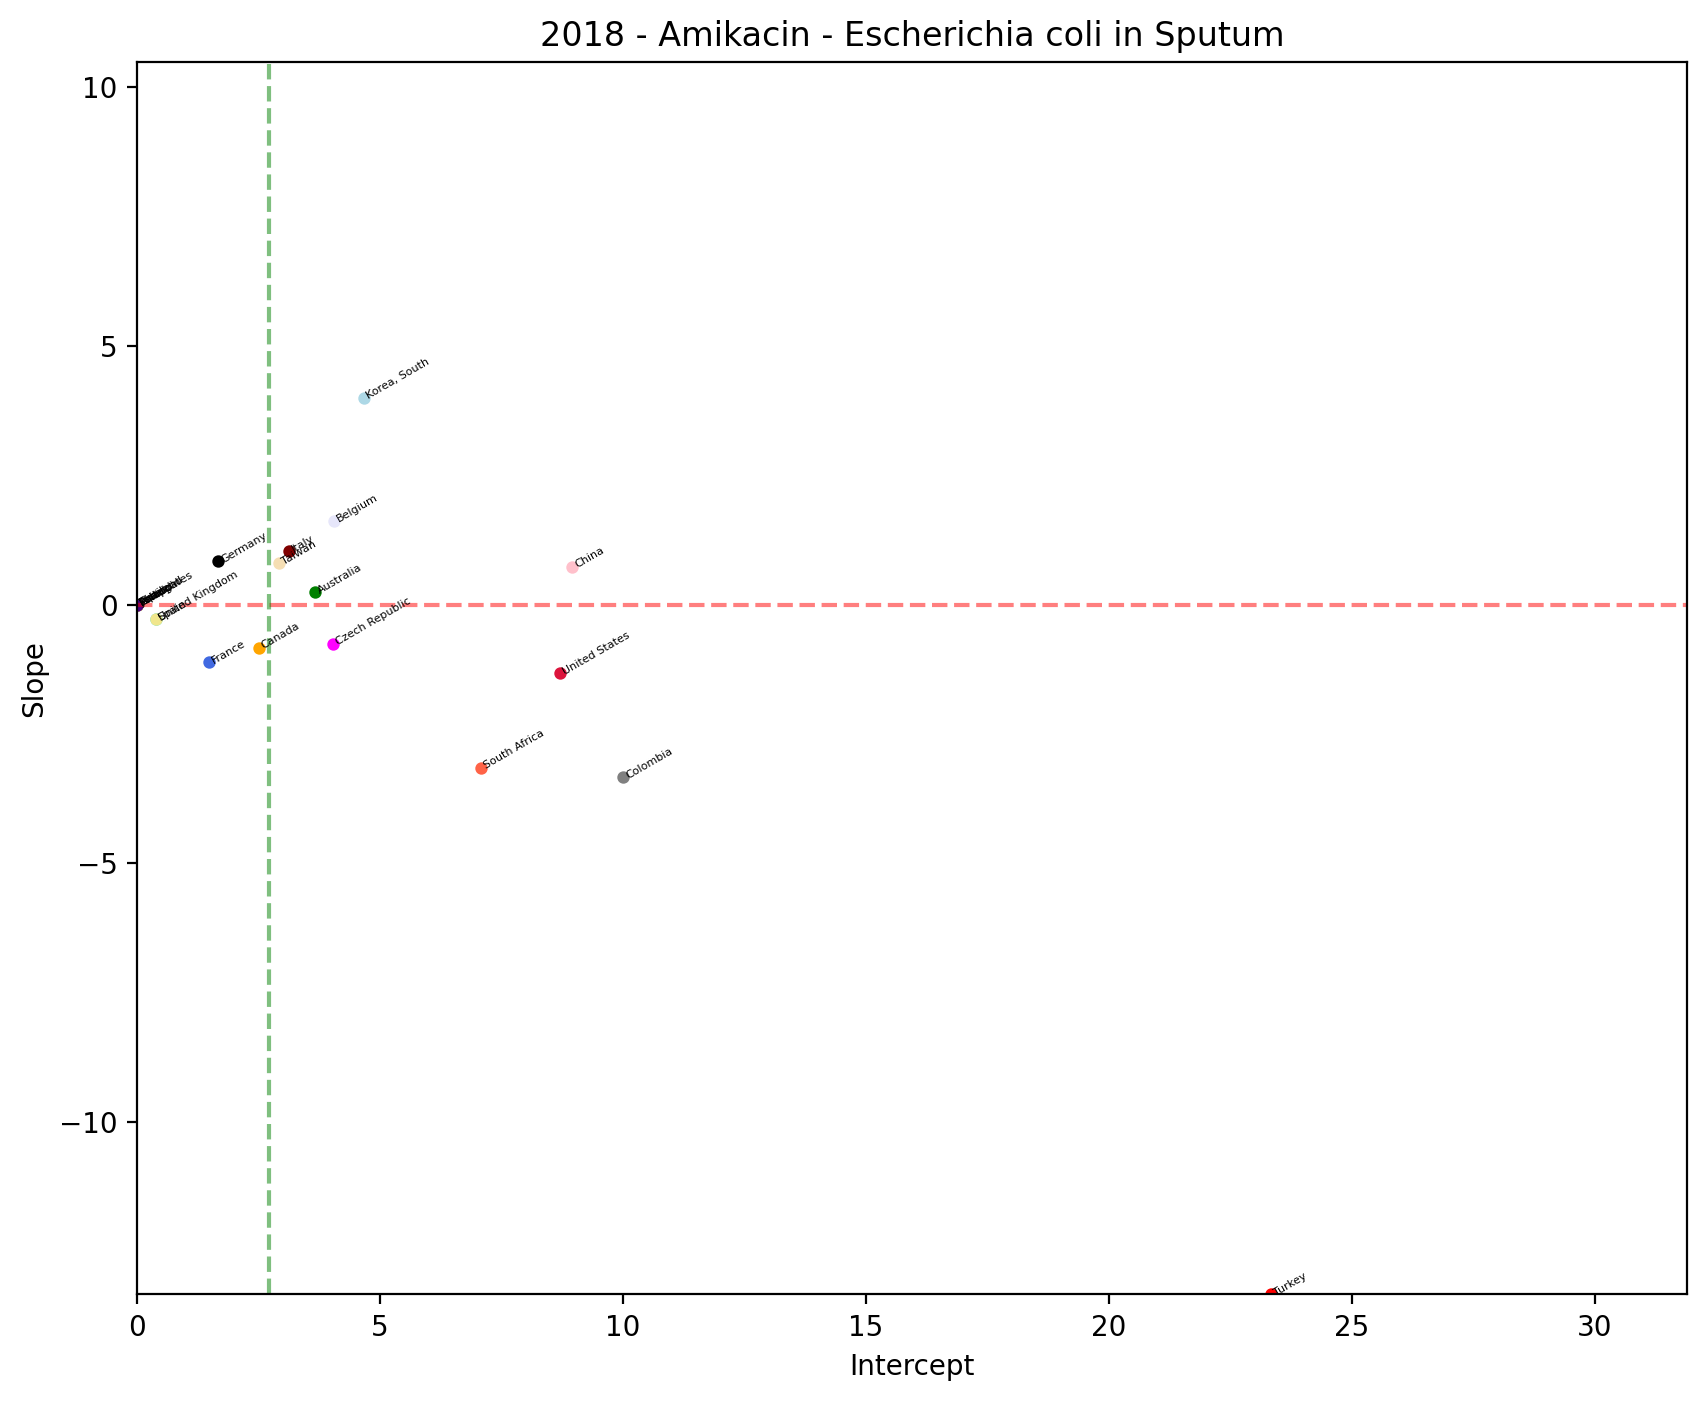 2018 - Amikacin - Escherichia coli in Sputum
10
5
0
−5
−10
Slope
Korea, South
Belgium
Germany
Italy
Taiwan
China
Australia
Spain
United Kingdom
France
Canada
Czech Republic
United States
South Africa
Colombia
Turkey
0
5
10
15
20
25
30
Intercept